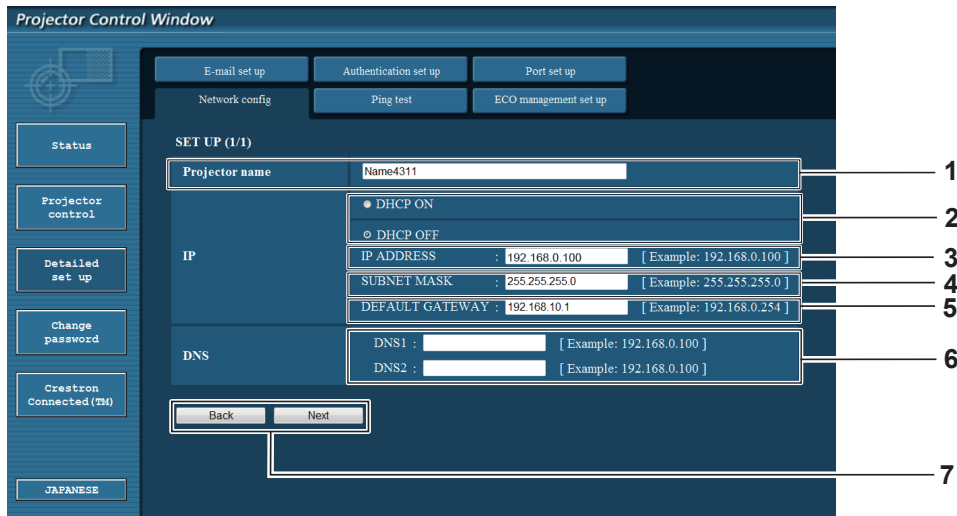 Projector Control Window
E-mail set up
Authentication set up
Port set up
Network config
Ping test
ECO management set up
Status
Projector
control
Detailed
set up
Change
password
Crestron
Connected(TM)
JAPANESE
SET UP (1/1)
Projector name Name4311
1
IP
DHCP ON
DHCP OFF
2
IP ADDRESS : 192.168.0.100 [ Example: 192.168.0.100 ]
3
SUBNET MASK : 255.255.255.0 [ Example: 255.255.255.0 ]
4
DEFAULT GATEWAY : 192.168.10.1 [ Example: 192.168.0.254 ]
5
DNS
DNS1 : [ Example: 192.168.0.100 ]
DNS2 : [ Example: 192.168.0.100 ]
6
Back Next
7